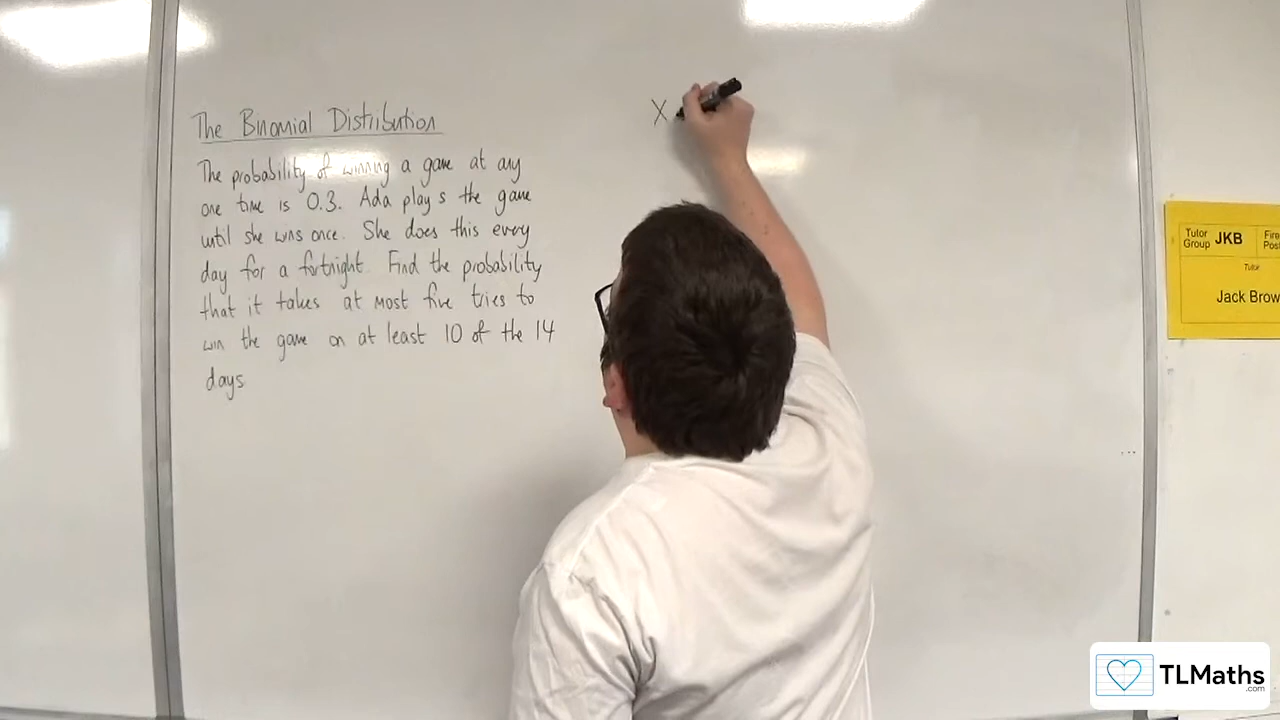 The Binomial Distribution
The probability of winning a game at any
one time is 0.3. Ada plays the game
until she wins once. She does this every
day for a fortnight. Find the probability
that it takes at most five tries to
win the game on at least 10 of the 14
days
X
Tutor
Group JKB
Fire
Tutor
Jack Brow
TLMaths
.com